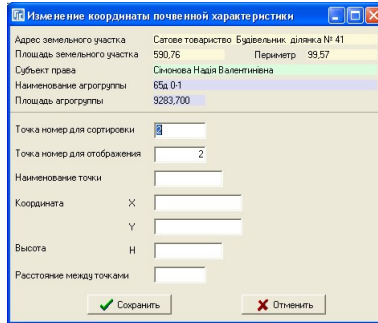 Изменение координаты почвенной характеристики
Адрес земельного участка Сатове товариство Будівельник ділянка № 41
Площадь земельного участка 590,76 Периметр 99,57
Субъект права Сімонова Надія Валентинівна
Наименование агрогруппы 65д 0-1
Площадь агрогруппы 9283,700
Точка номер для сортировки 2
Точка номер для отображения 2
Наименование точки
Координата X
Y
Высота H
Расстояние между точками
Сохранить Отменить